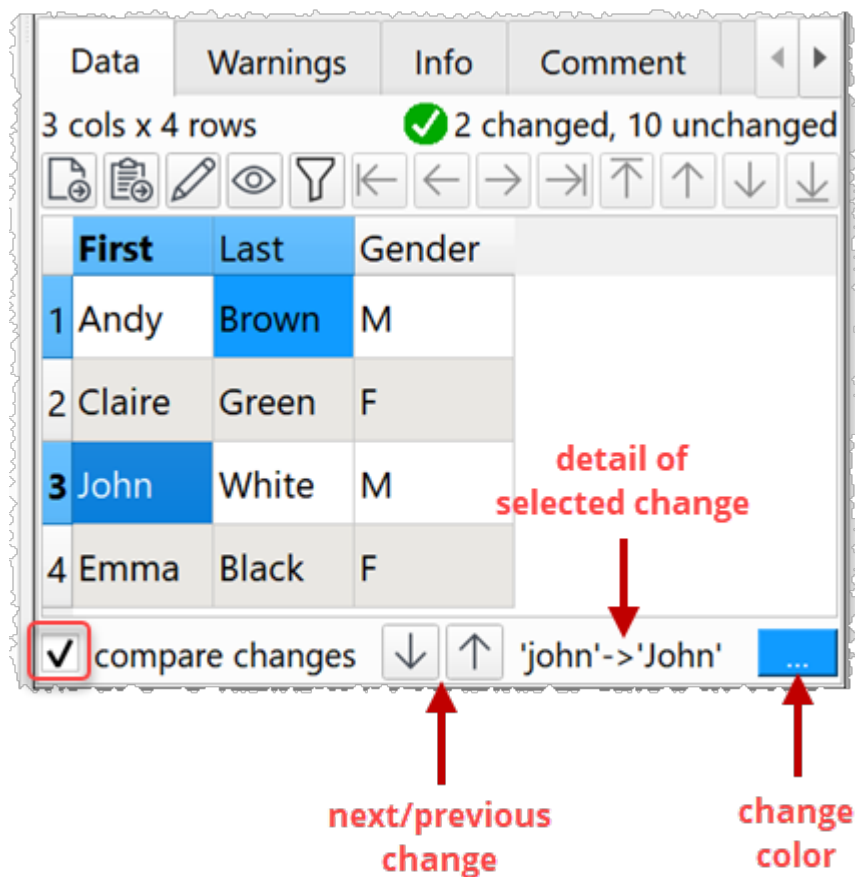 Data Warnings Info Comment
3 cols x 4 rows 2 changed, 10 unchanged
First Last Gender
1 Andy Brown M
2 Claire Green F
3 John White M
4 Emma Black F
detail of
selected change
compare changes 'john'->'John' ...
next/previous
change
change
color